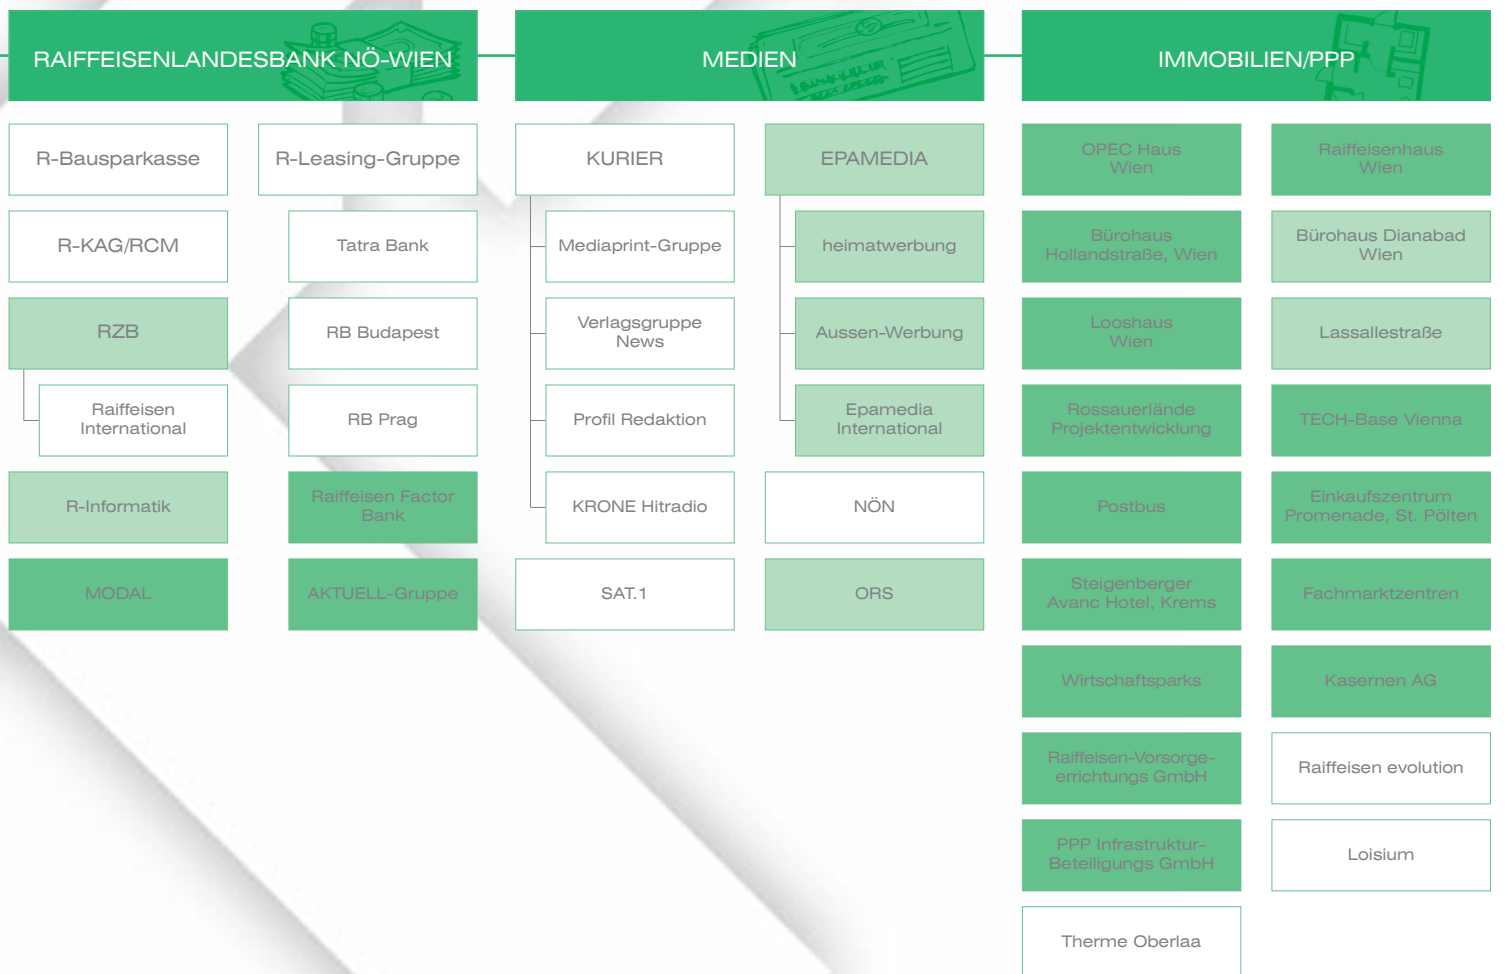 RAIFFEISENLANDESBANK NÖ-WIEN
R-Bausparkasse
R-Leasing-Gruppe
R-KAG/RCM
Tatra Bank
RZB
RB Budapest
Raiffeisen
International
RB Prag
R-Informatik
Raiffeisen Factor
Bank
MODAL
AKTUELL-Gruppe
MEDIEN
KURIER
EPAMEDIA
Mediaprint-Gruppe
heimatwerbung
Verlagsgruppe
News
Aussen-Werbung
Profil Redaktion
Epamedia
International
KRONE Hitradio
NÖN
SAT.1
ORS
IMMOBILIEN/PPP
OPEC Haus
Wien
Raiffeisenhaus
Wien
Bürohaus
Hollandstraße, Wien
Bürohaus Dianabad
Wien
Looshaus
Wien
Lassallestraße
Rossauerlände
Projektentwicklung
TECH-Base Vienna
Postbus
Einkaufszentrum
Promenade, St. Pölten
Steigenberger
Avanc Hotel, Krems
Fachmarktzentren
Wirtschaftsparks
Kasernen AG
Raiffeisen-Vorsorge-
errichtungs GmbH
Raiffeisen evolution
PPP Infrastruktur-
Beteiligungs GmbH
Loisium
Therme Oberlaa